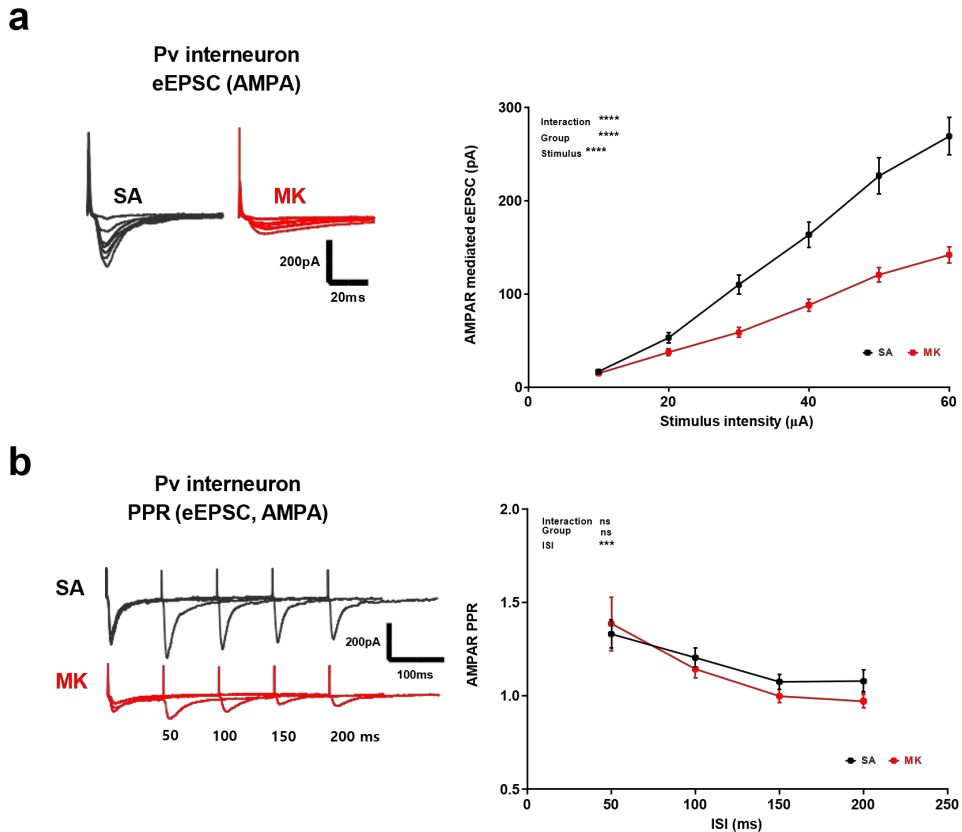 a
Pv interneuron
eEPSC (AMPA)
SA
MK
200pA
20ms
AMPAR mediated eEPSC (pA)
300
200
100
0
Interaction ****
Group ****
Stimulus ****
SA MK
0 20 40 60
Stimulus intensity (µA)
b
Pv interneuron
PPR (eEPSC, AMPA)
SA
200pA
100ms
MK
50 100 150 200 ms
AMPAR PPR
2.0
1.5
1.0
0.5
Interaction ns
Group ns
ISI ***
SA MK
0 50 100 150 200 250
ISI (ms)